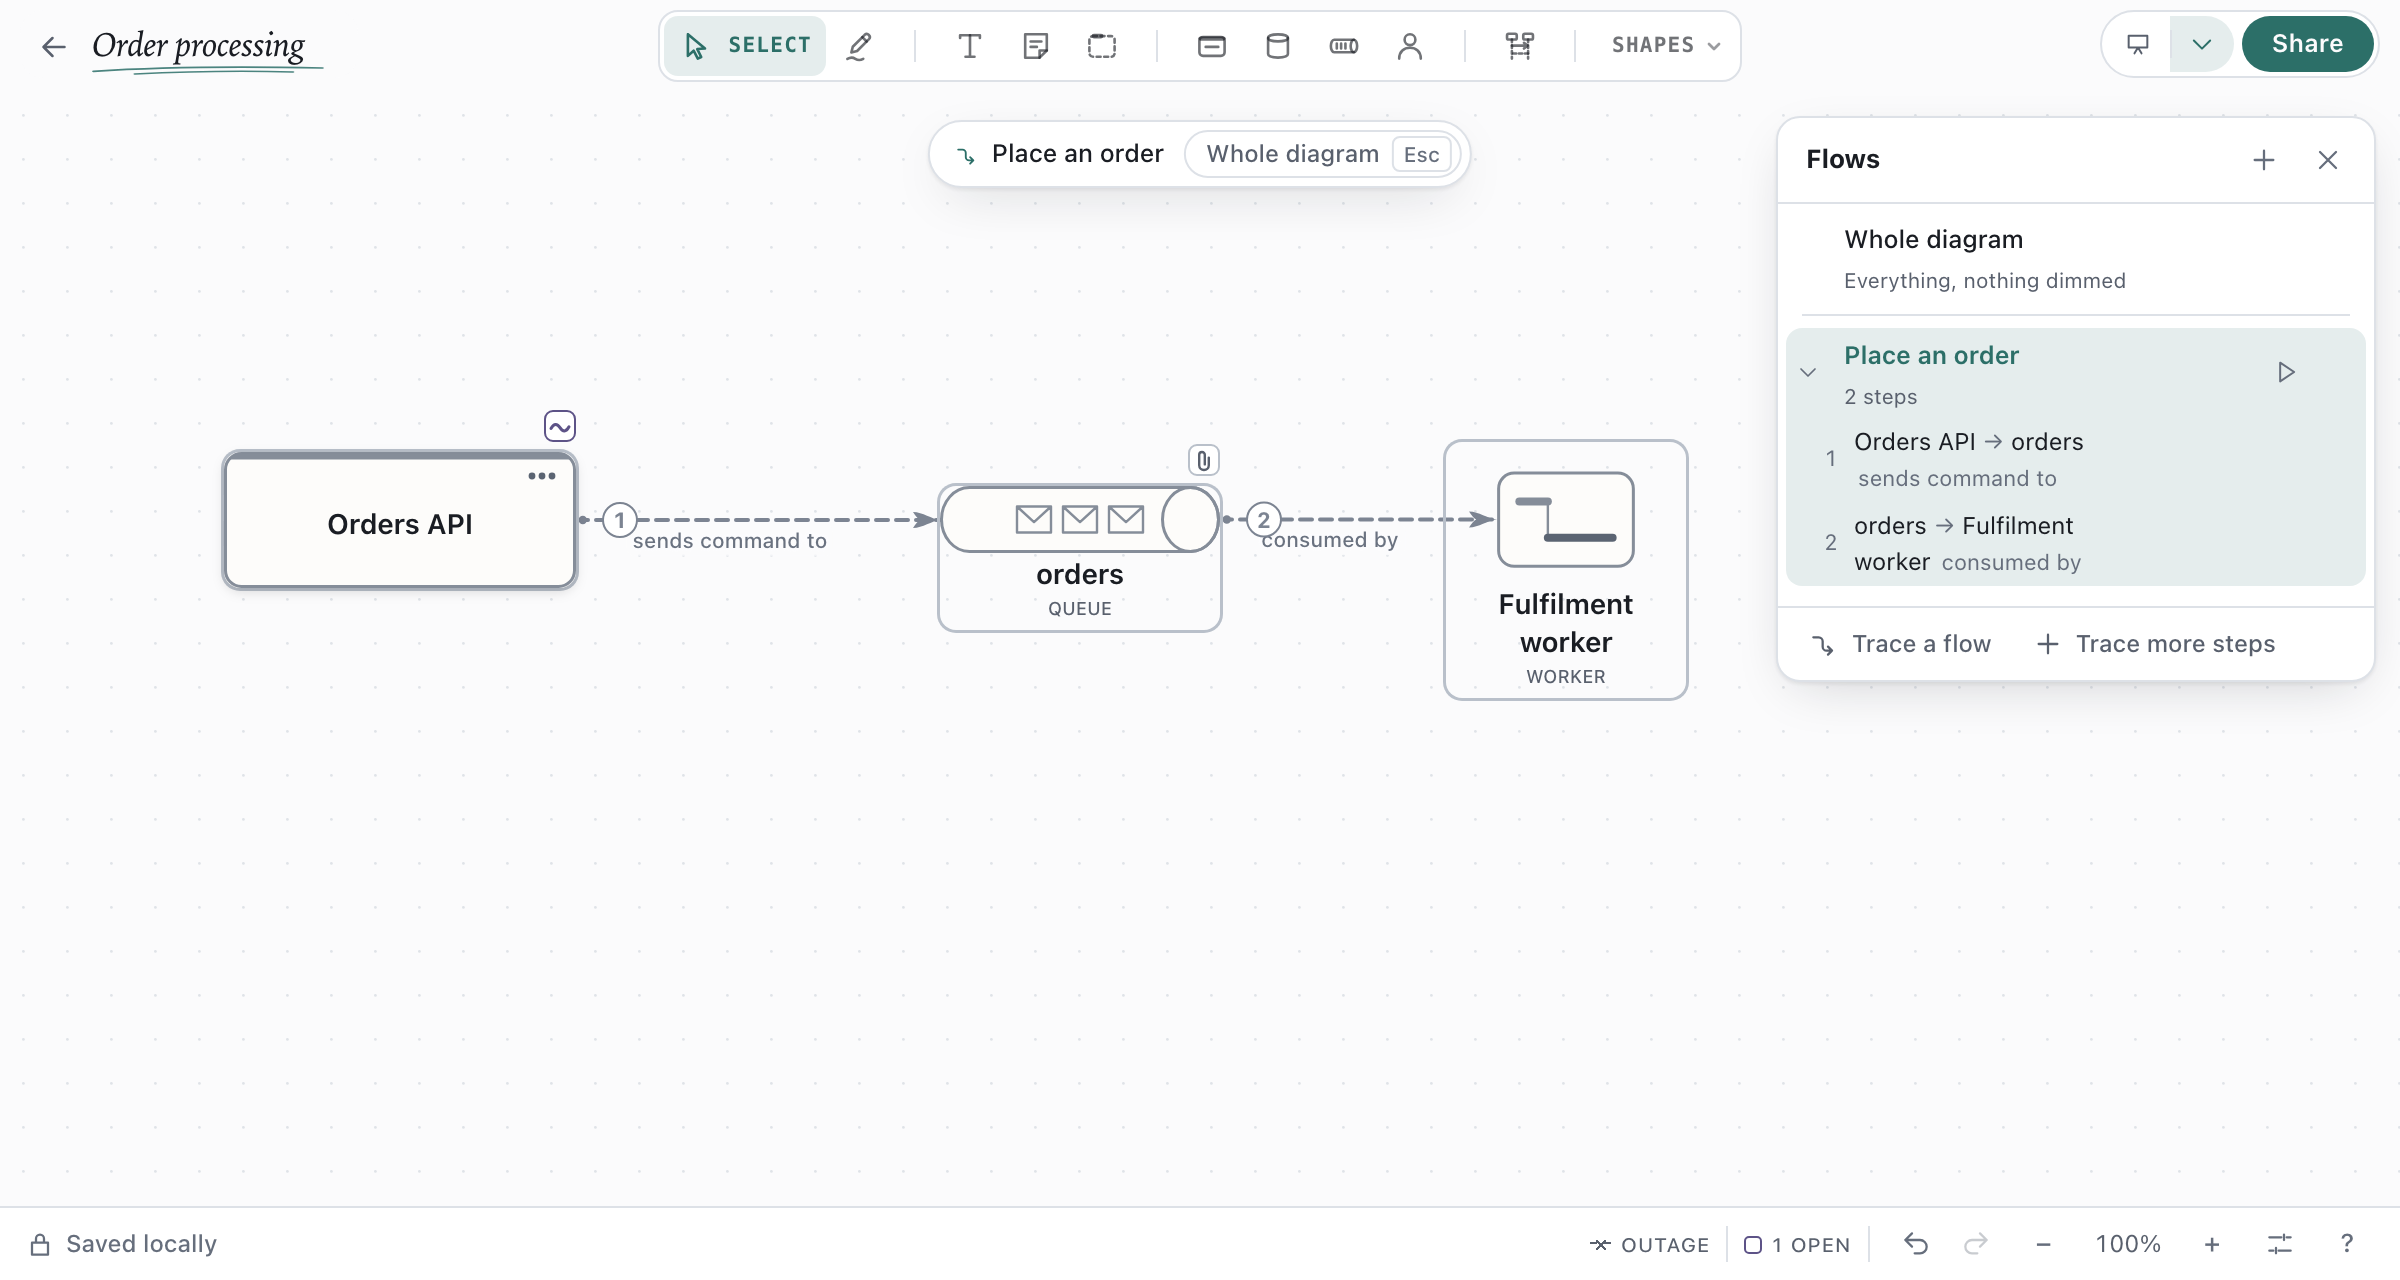 Order processing
SELECT
SHAPES
Share
Place an order
Whole diagram
Esc
Flows
Whole diagram
Everything, nothing dimmed
Place an order
2 steps
1
Orders API → orders
sends command to
2
orders → Fulfilment
worker consumed by
Trace a flow
Trace more steps
Orders API
1
sends command to
orders
QUEUE
2
consumed by
Fulfilment
worker
WORKER
Saved locally
OUTAGE
1 OPEN
100%
?